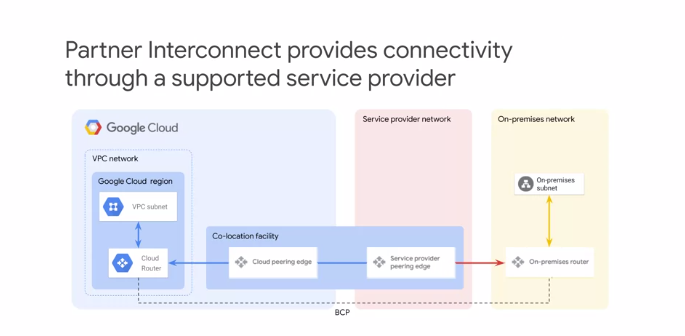 Partner Interconnect provides connectivity
through a supported service provider
Google Cloud
Service provider network
On-premises network
VPC network
Google Cloud region
VPC subnet
On-premises
subnet
Co-location facility
Cloud
Router
Cloud peering edge
Service provider
peering edge
On-premises router
BCP